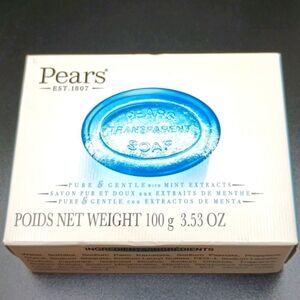 Pears®
EST. 1807
PEARS
TRANSPARENT
SOAP
PURE & GENTLE with MINT EXTRACTS
SAVON PUR ET DOUX aux EXTRAITS DE MENTHE
PURE & GENTLE con EXTRACTOS DE MENTA
POIDS NET WEIGHT 100 g 3.53 OZ
INGREDIENTS/INGRÉDIENTS